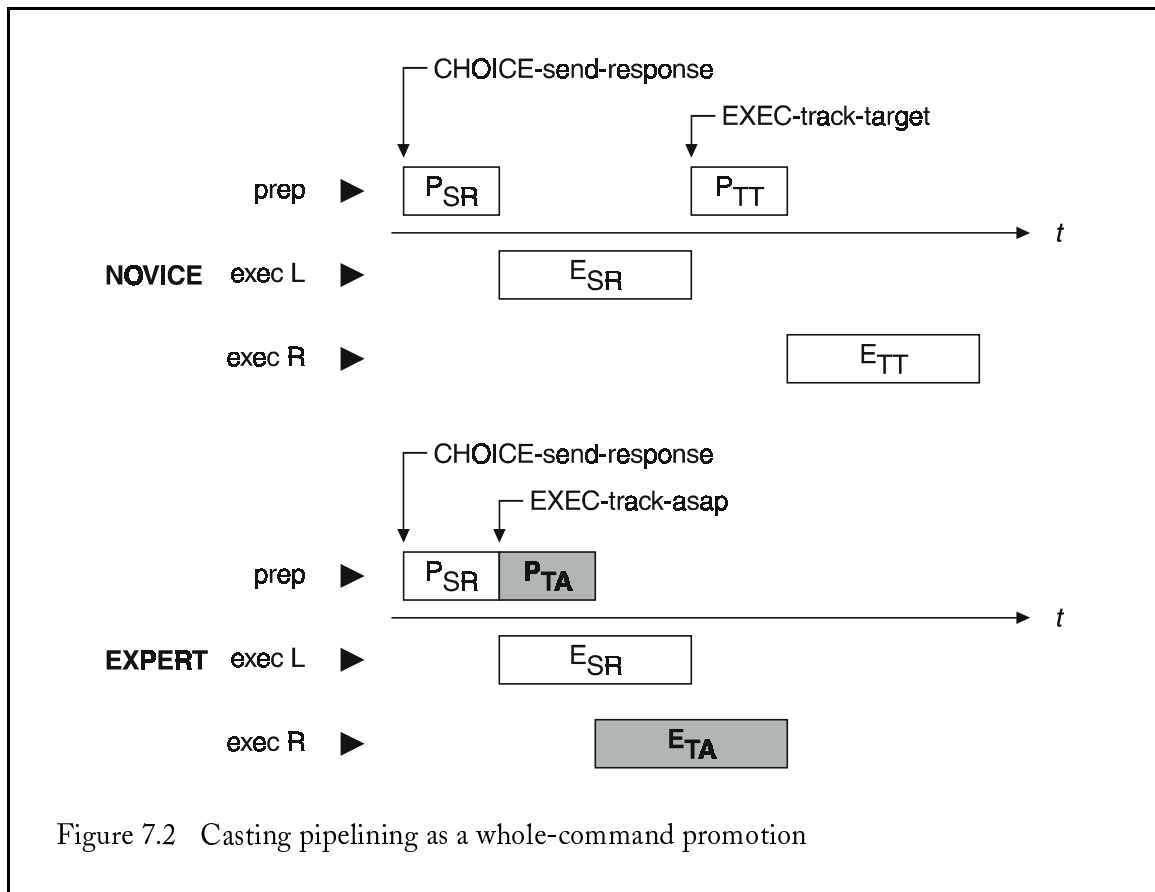 CHOICE-send-response
EXEC-track-target
prep ► PSR PTT
t
NOVICE exec L ► ESR
exec R ► ETT
CHOICE-send-response
EXEC-track-asap
prep ► PSR PTA
t
EXPERT exec L ► ESR
exec R ► ETA
Figure 7.2 Casting pipelining as a whole-command promotion